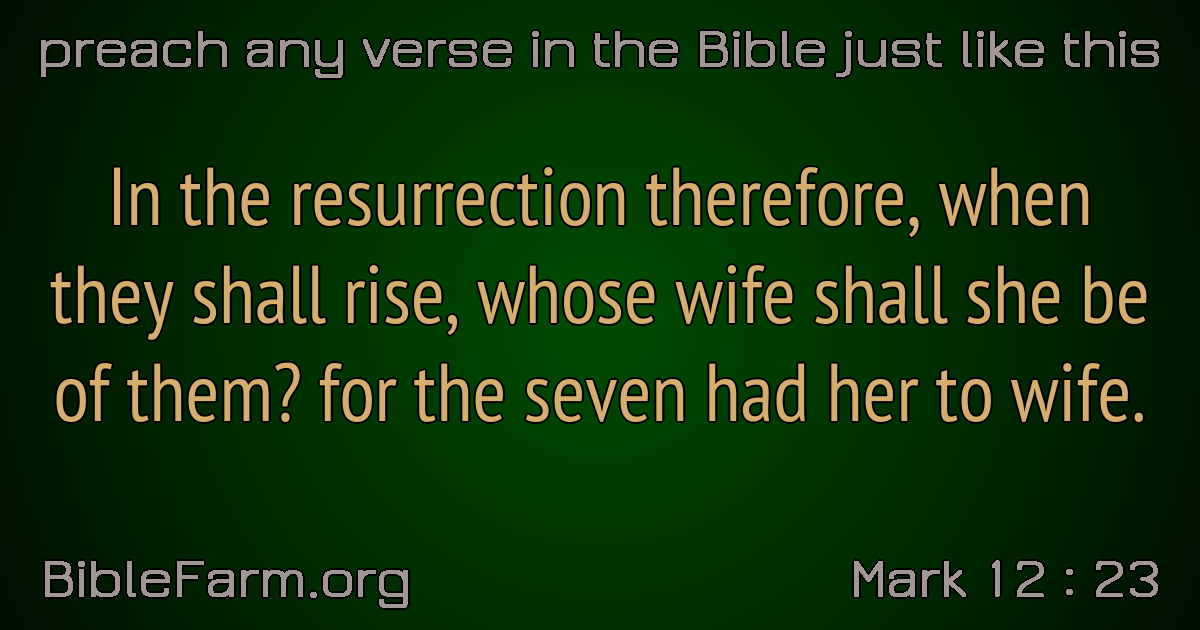 preach any verse in the Bible just like this
In the resurrection therefore, when
they shall rise, whose wife shall she be
of them? for the seven had her to wife.
BibleFarm.org
Mark 12 : 23